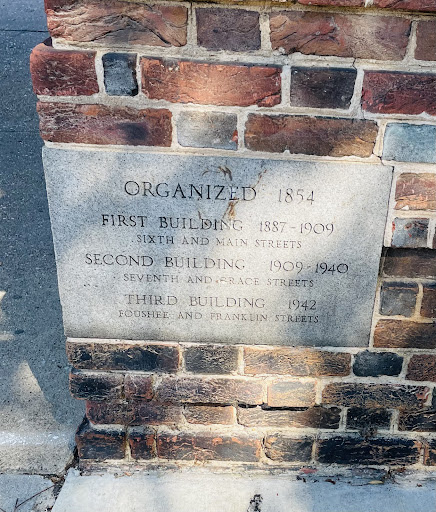 ORGANIZED 1854
FIRST BUILDING 1887-1909
SIXTH AND MAIN STREETS
SECOND BUILDING 1909-1940
SEVENTH AND GRACE STREETS
THIRD BUILDING 1942
FOUSHEE AND FRANKLIN STREETS